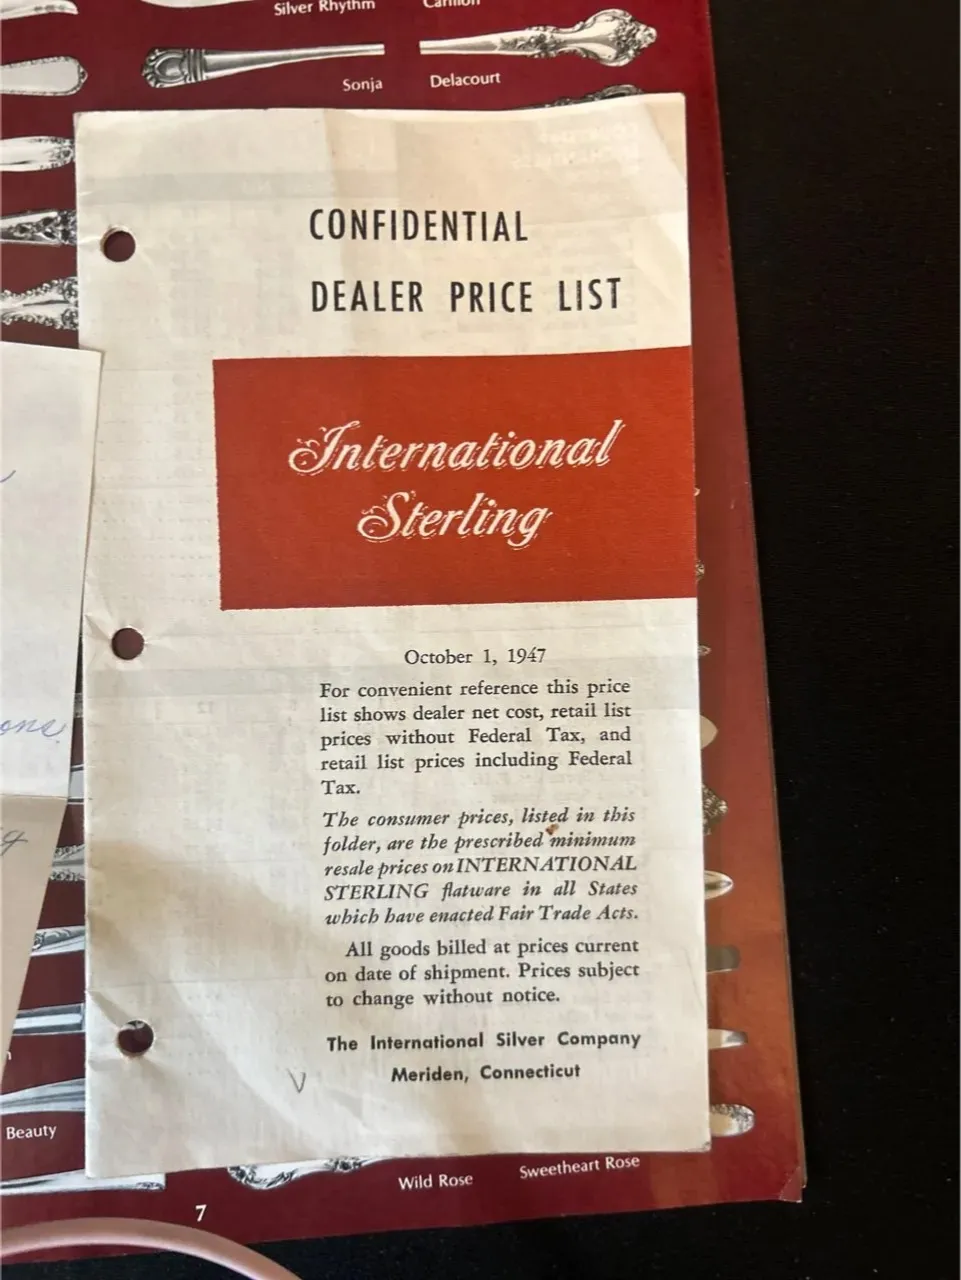 Silver Rhythm
Carillon
Sonja
Delacourt
CONFIDENTIAL
DEALER PRICE LIST
International
Sterling
October 1, 1947
For convenient reference this price
list shows dealer net cost, retail list
prices without Federal Tax, and
retail list prices including Federal
Tax.
The consumer prices, listed in this
folder, are the prescribed minimum
resale prices on INTERNATIONAL
STERLING flatware in all States
which have enacted Fair Trade Acts.
All goods billed at prices current
on date of shipment. Prices subject
to change without notice.
The International Silver Company
Meriden, Connecticut
Beauty
Wild Rose
Sweetheart Rose
7